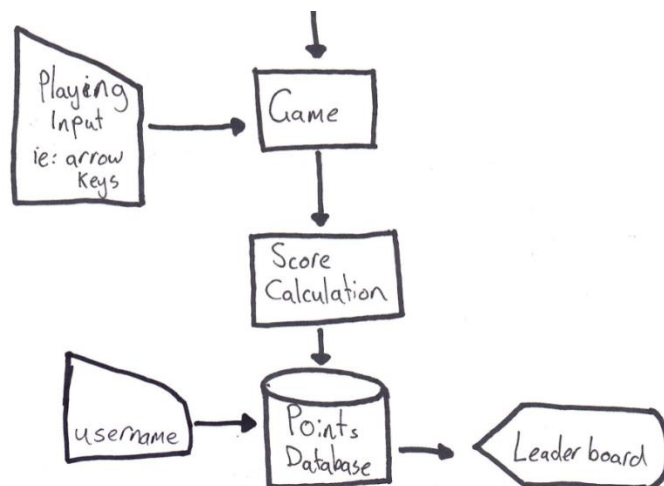 Playing
Input
ie: arrow
Keys
Game
Score
Calculation
username
Points
Database
Leader board